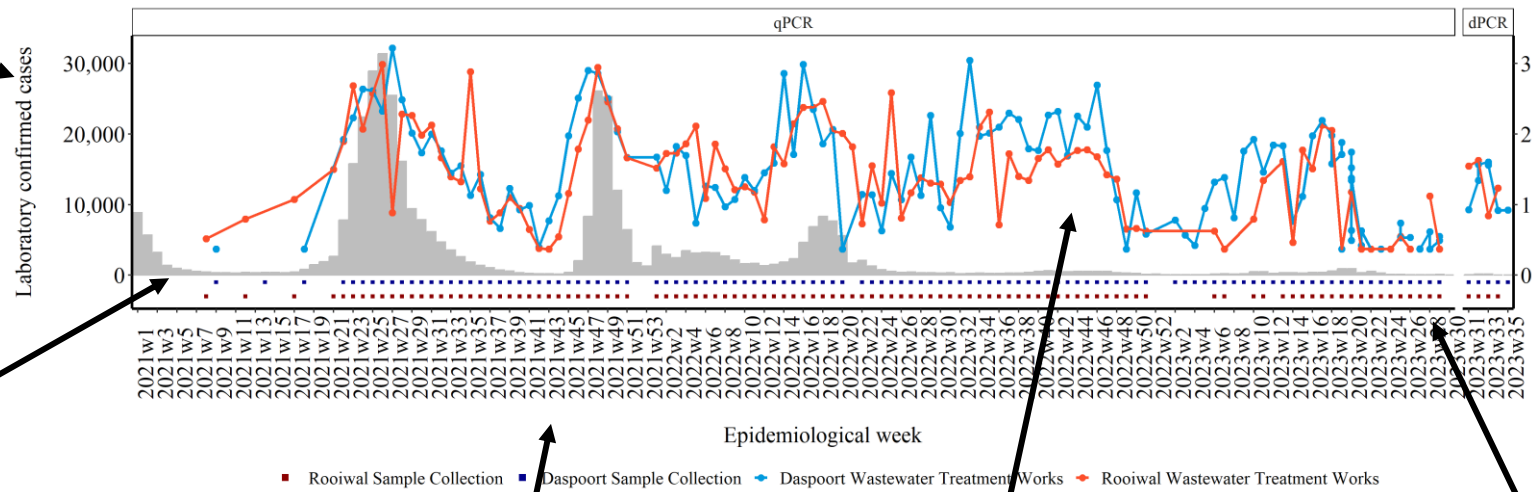 qPCR
dPCR
Laboratory confirmed cases
30,000
20,000
10,000
0
3
2
1
0
2021w1
2021w3
2021w5
2021w7
2021w9
2021w11
2021w13
2021w15
2021w17
2021w19
2021w21
2021w23
2021w25
2021w27
2021w29
2021w31
2021w33
2021w35
2021w37
2021w39
2021w41
2021w43
2021w45
2021w47
2021w49
2021w51
2021w53
2022w2
2022w4
2022w6
2022w8
2022w10
2022w12
2022w14
2022w16
2022w18
2022w20
2022w22
2022w24
2022w26
2022w28
2022w30
2022w32
2022w34
2022w36
2022w38
2022w40
2022w42
2022w44
2022w46
2022w48
2022w50
2022w52
2023w2
2023w4
2023w6
2023w8
2023w10
2023w12
2023w14
2023w16
2023w18
2023w20
2023w22
2023w24
2023w26
2023w28
2023w30
2023w31
2023w33
2023w35
Epidemiological week
Rooiwal Sample Collection Daspoort Sample Collection Daspoort Wastewater Treatment Works Rooiwal Wastewater Treatment Works